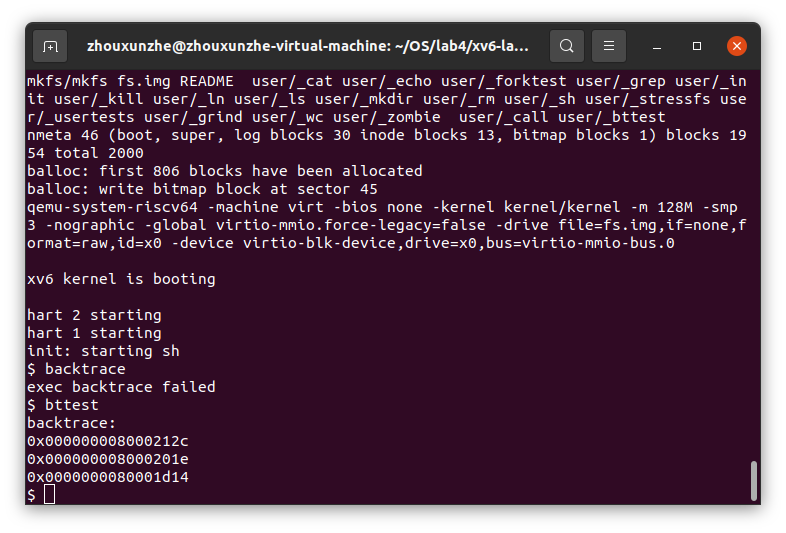 zhouxunzhe@zhouxunzhe-virtual-machine: ~/OS/lab4/xv6-la...
mkfs/mkfs fs.img README  user/_cat user/_echo user/_forktest user/_grep user/_in
it user/_kill user/_ln user/_ls user/_mkdir user/_rm user/_sh user/_stressfs use
r/_usertests user/_grind user/_wc user/_zombie  user/_call user/_bttest
nmeta 46 (boot, super, log blocks 30 inode blocks 13, bitmap blocks 1) blocks 19
54 total 2000
balloc: first 806 blocks have been allocated
balloc: write bitmap block at sector 45
qemu-system-riscv64 -machine virt -bios none -kernel kernel/kernel -m 128M -smp
3 -nographic -global virtio-mmio.force-legacy=false -drive file=fs.img,if=none,f
ormat=raw,id=x0 -device virtio-blk-device,drive=x0,bus=virtio-mmio-bus.0
xv6 kernel is booting
hart 2 starting
hart 1 starting
init: starting sh
$ backtrace
exec backtrace failed
$ bttest
backtrace:
0x000000008000212c
0x000000008000201e
0x0000000080001d14
$